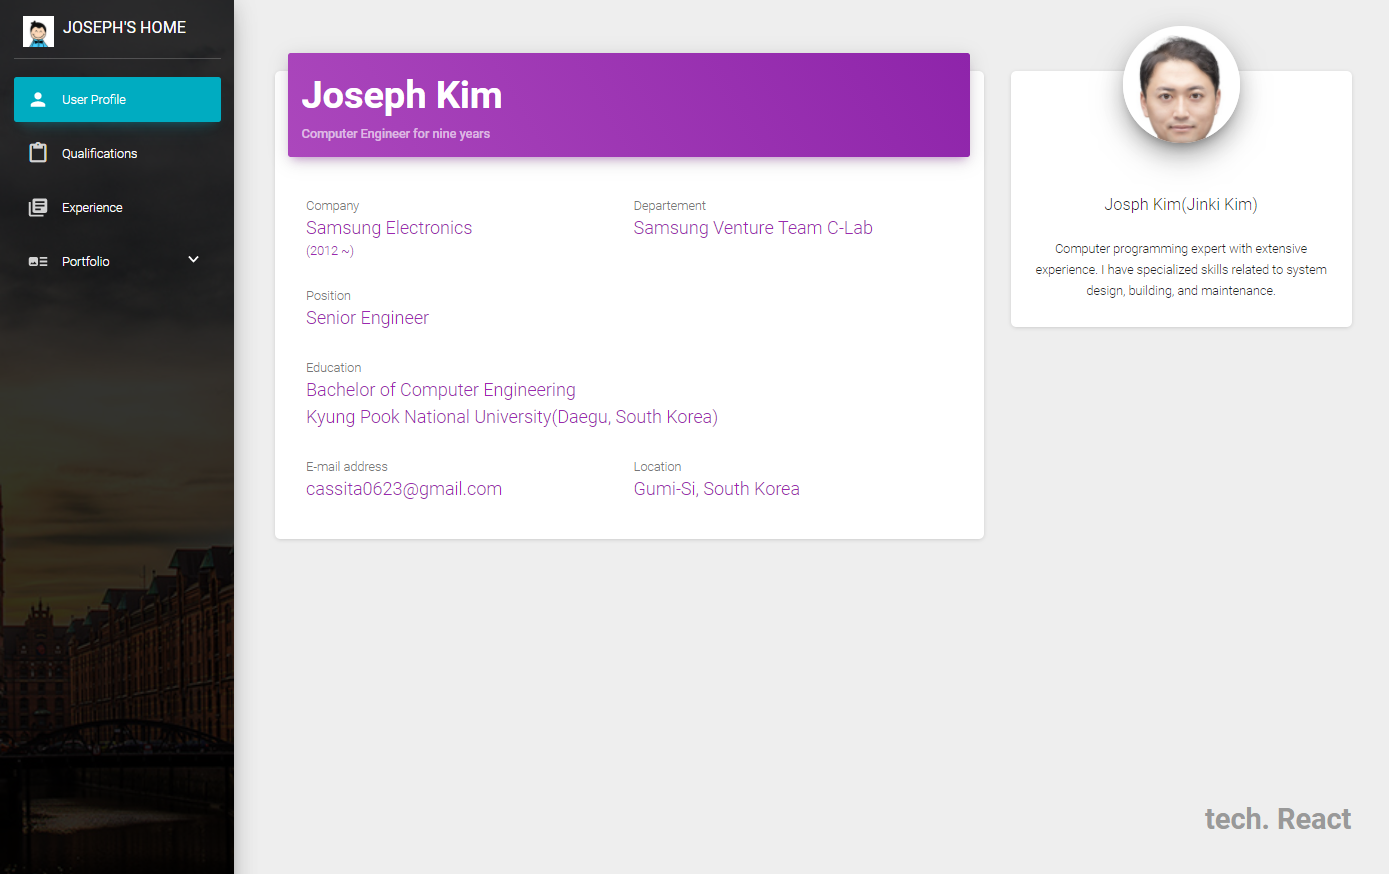 JOSEPH'S HOME
User Profile
Qualifications
Experience
Portfolio
Joseph Kim
Computer Engineer for nine years
Company
Samsung Electronics
(2012 ~)
Departement
Samsung Venture Team C-Lab
Position
Senior Engineer
Education
Bachelor of Computer Engineering
Kyung Pook National University(Daegu, South Korea)
E-mail address
cassita0623@gmail.com
Location
Gumi-Si, South Korea
Josph Kim(Jinki Kim)
Computer programming expert with extensive
experience. I have specialized skills related to system
design, building, and maintenance.
tech. React